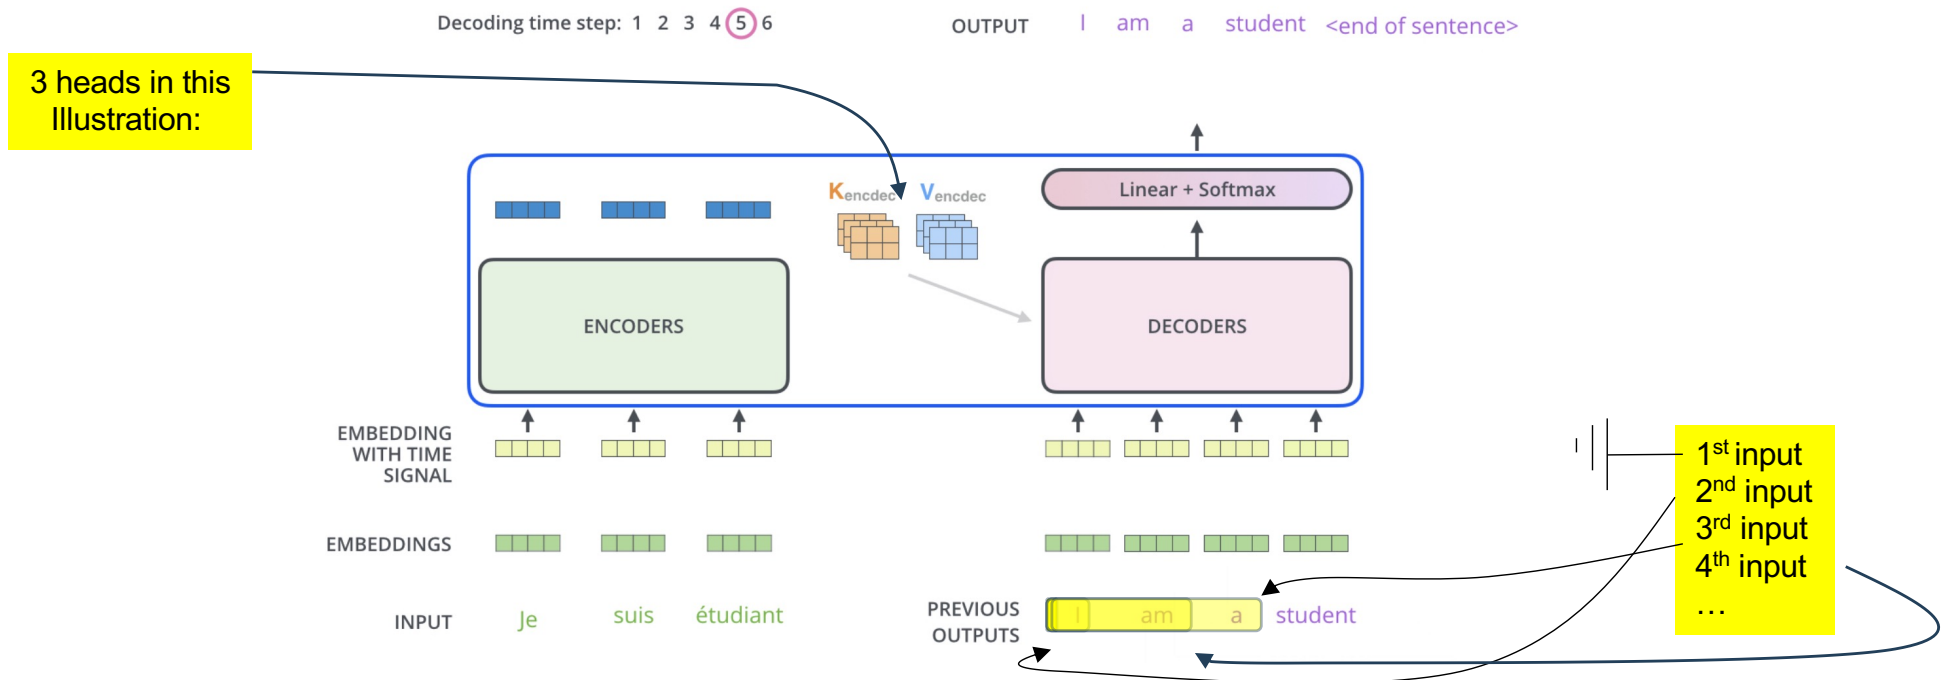 Decoding time step: 1 2 3 4 5 6
OUTPUT I am a student <end of sentence>
3 heads in this
Illustration:
Kencdec Vencdec
Linear + Softmax
ENCODERS
DECODERS
EMBEDDING
WITH TIME
SIGNAL
EMBEDDINGS
INPUT Je suis étudiant
PREVIOUS
OUTPUTS
I am a student
1st input
2nd input
3rd input
4th input
…